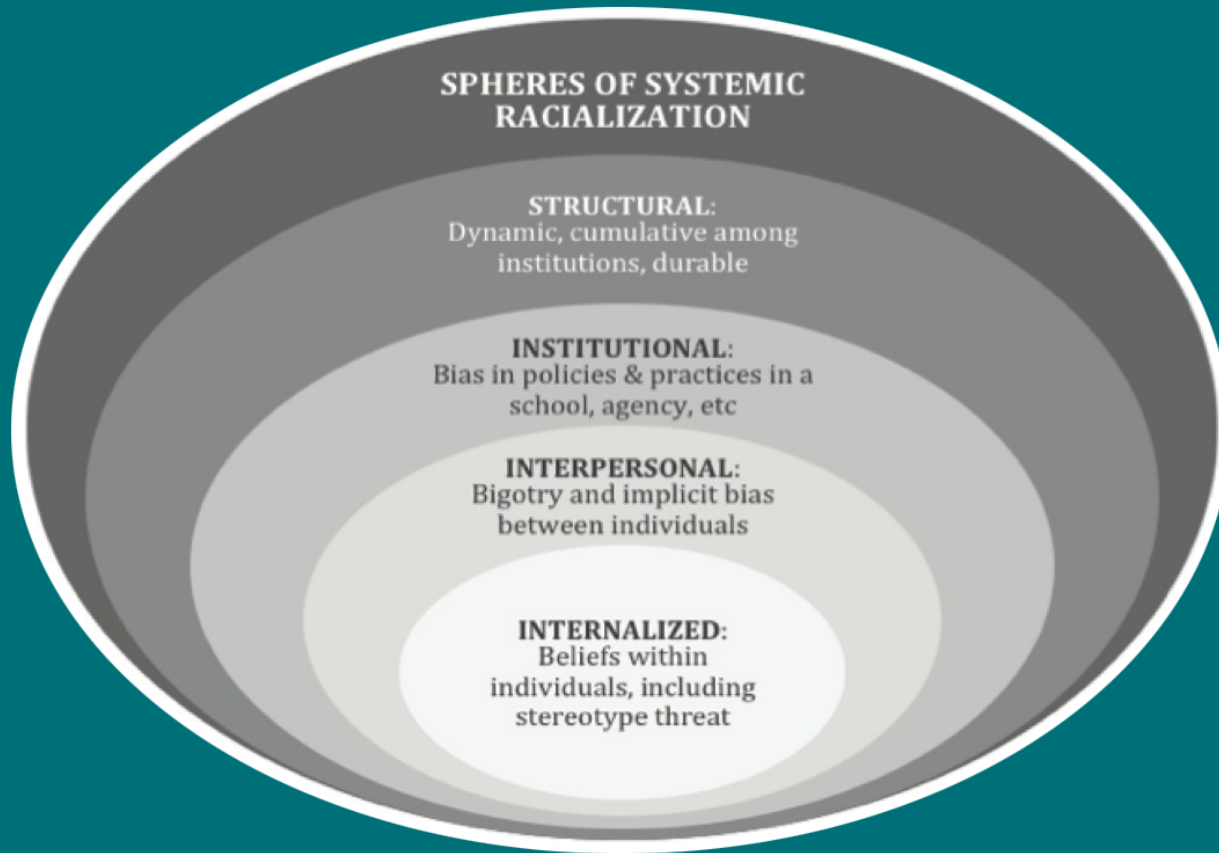 SPHERES OF SYSTEMIC
RACIALIZATION
STRUCTURAL:
Dynamic, cumulative among
institutions, durable
INSTITUTIONAL:
Bias in policies & practices in a
school, agency, etc
INTERPERSONAL:
Bigotry and implicit bias
between individuals
INTERNALIZED:
Beliefs within
individuals, including
stereotype threat